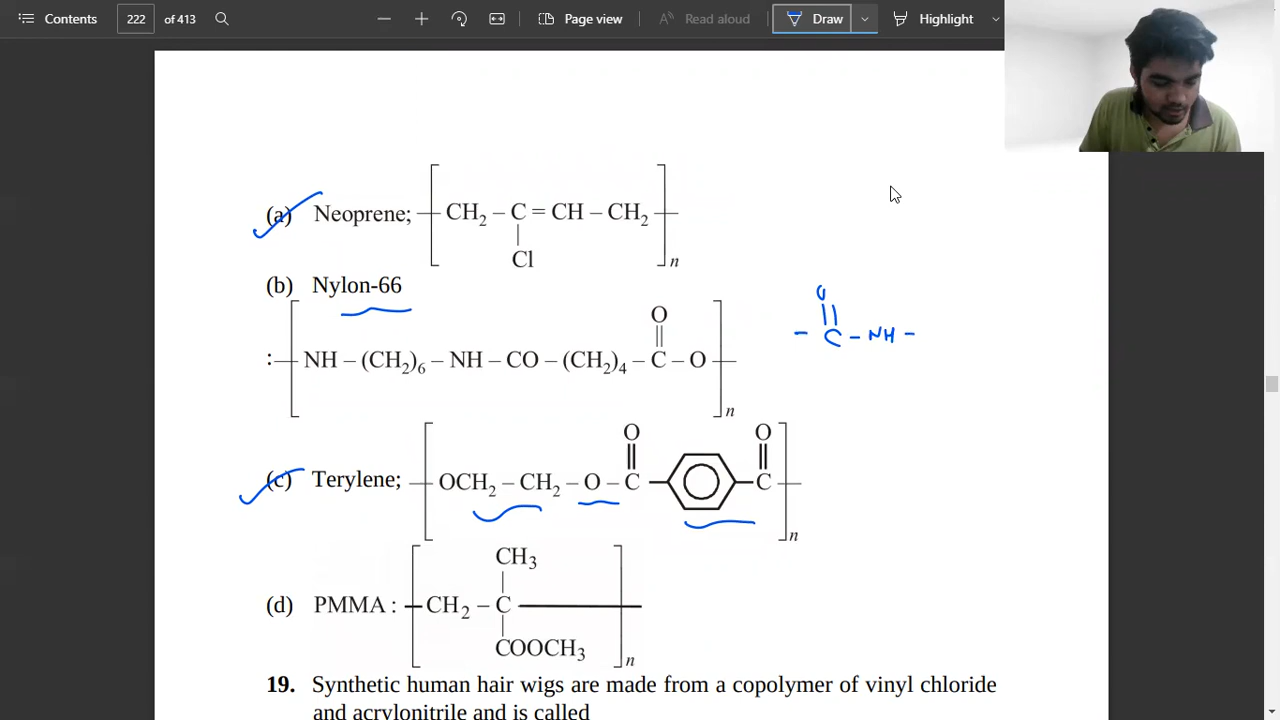 Contents 222 of 413 Page view Read aloud Draw Highlight
(a) Neoprene; [ CH2 – C = CH – CH2 ]n
Cl
(b) Nylon-66
O
: [ NH – (CH2)6 – NH – CO – (CH2)4 – C – O ]n
O
– C – NH –
O O
(c) Terylene; [ OCH2 – CH2 – O – C – C ]n
CH3
(d) PMMA : [ CH2 – C ]n
COOCH3
19. Synthetic human hair wigs are made from a copolymer of vinyl chloride
and acrylonitrile and is called